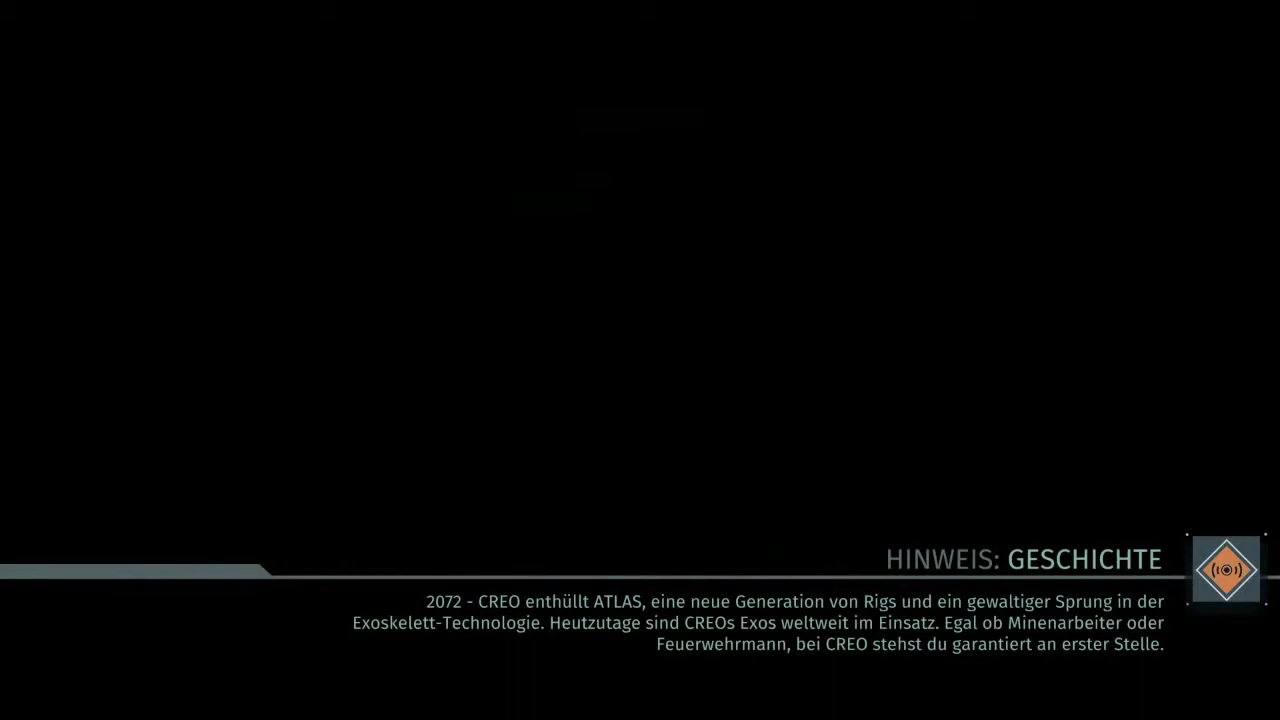 HINWEIS: GESCHICHTE
2072 - CREO enthüllt ATLAS, eine neue Generation von Rigs und ein gewaltiger Sprung in der
Exoskelett-Technologie. Heutzutage sind CREOs Exos weltweit im Einsatz. Egal ob Minenarbeiter oder
Feuerwehrmann, bei CREO stehst du garantiert an erster Stelle.